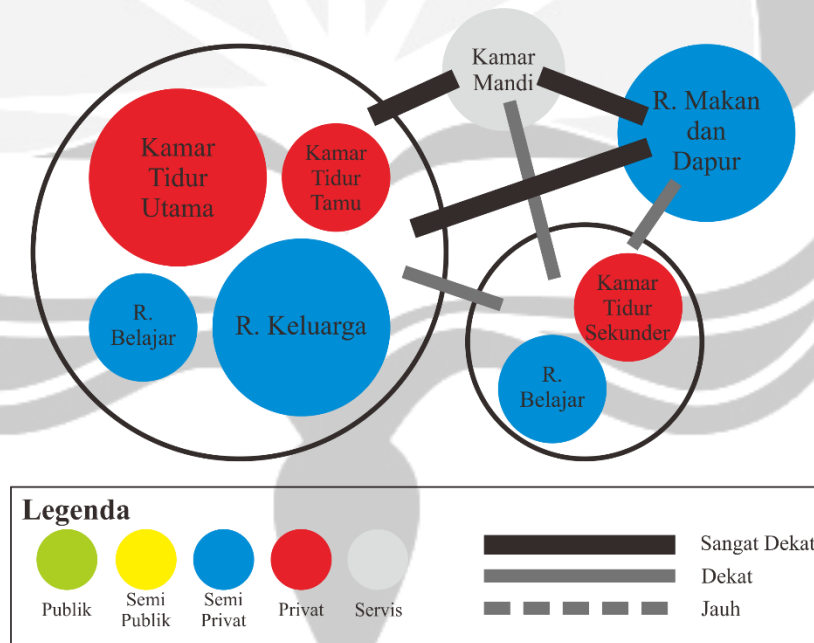 Kamar
Mandi
R. Makan
dan
Dapur
Kamar
Tidur
Utama
Kamar
Tidur
Tamu
R.
Belajar
R. Keluarga
Kamar
Tidur
Sekunder
R.
Belajar
Legenda
Publik
Semi
Publik
Semi
Privat
Privat
Servis
Sangat Dekat
Dekat
Jauh